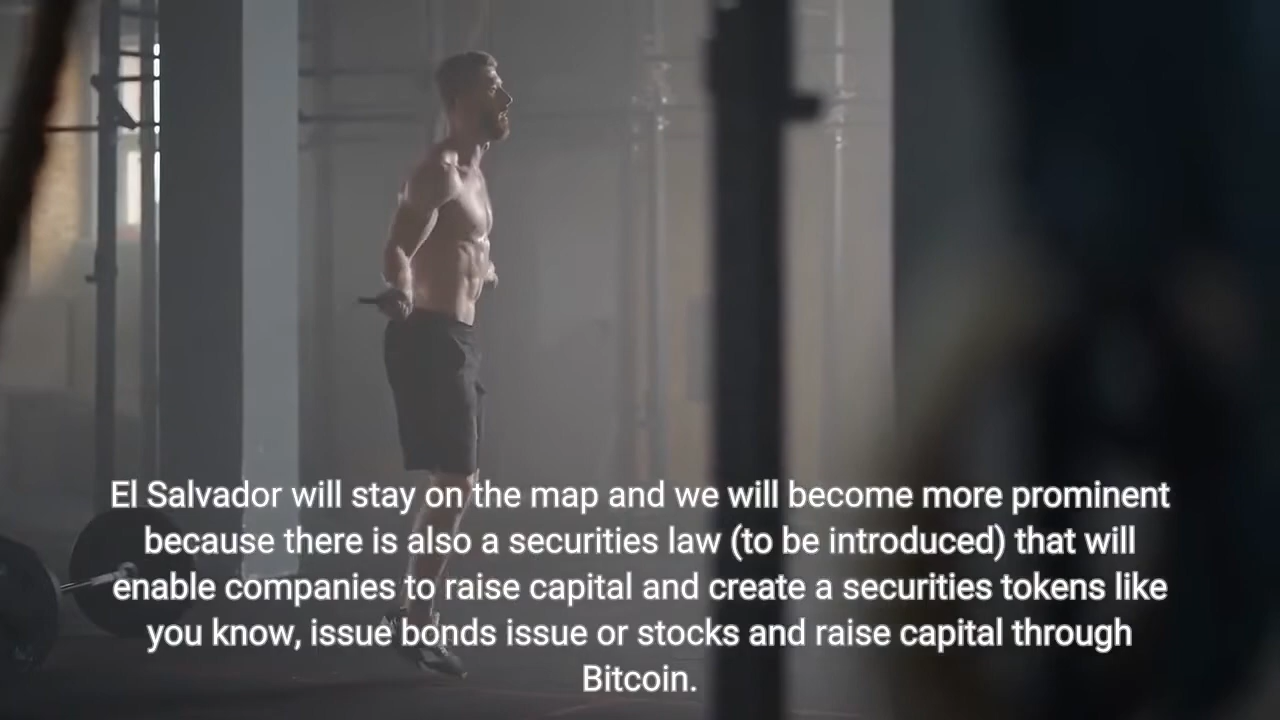 El Salvador will stay on the map and we will become more prominent
because there is also a securities law (to be introduced) that will
enable companies to raise capital and create a securities tokens like
you know, issue bonds issue or stocks and raise capital through
Bitcoin.